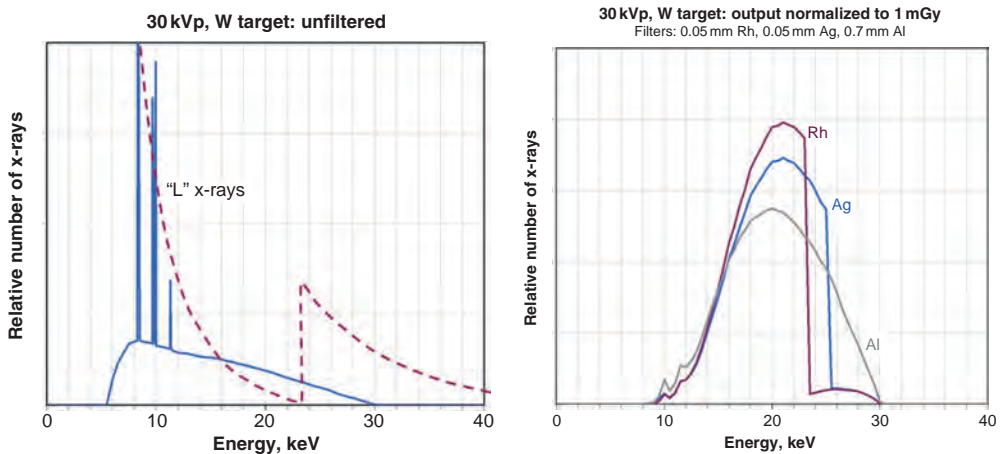 30 kVp, W target: unfiltered
Relative number of x-rays
"L" x-rays
0 10 20 30 40
Energy, keV
30 kVp, W target: output normalized to 1 mGy
Filters: 0.05 mm Rh, 0.05 mm Ag, 0.7 mm Al
Relative number of x-rays
Rh
Ag
Al
0 10 20 30 40
Energy, keV